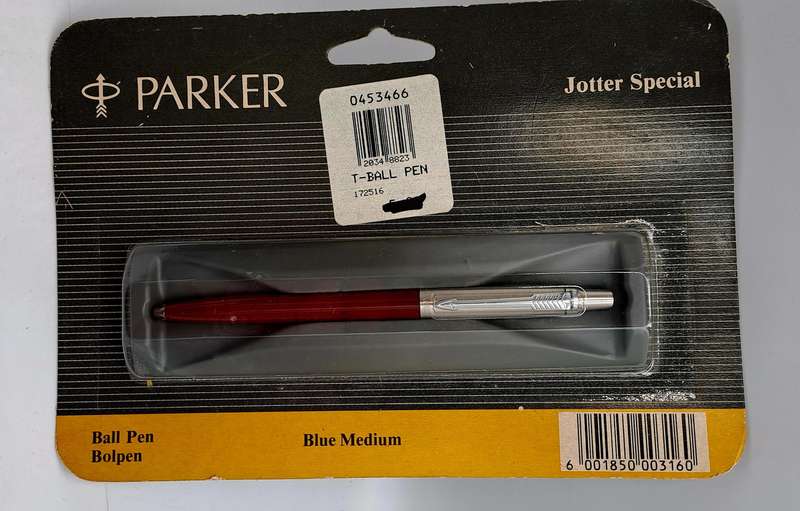 PARKER
Jotter Special
0453466
2034 8823
T-BALL PEN
172516
Ball Pen
Bolpen
Blue Medium
6 001850 003160